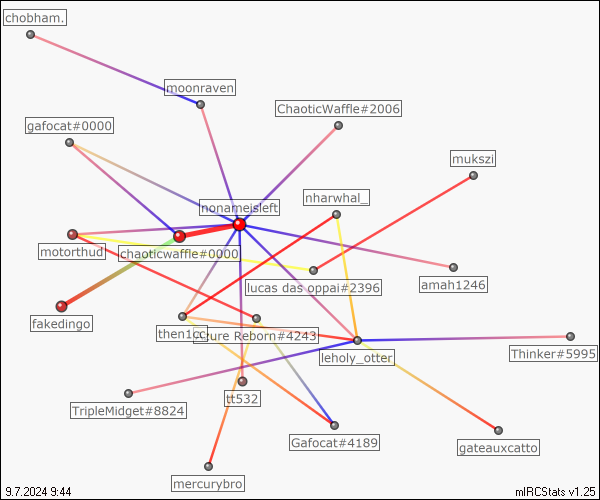 chobham.
moonraven
ChaoticWaffle#2006
gafocat#0000
mukszi
nharwhal_
nonameisleft
motorthud
chaoticwaffle#0000
lucas das oppai#2396
amah1246
fakedingo
then1cc
cure Reborn#4243
leholy_otter
Thinker#5995
tt532
TripleMidget#8824
Gafocat#4189
gateauxcatto
mercurybro
9.7.2024 9:44
mIRCStats v1.25